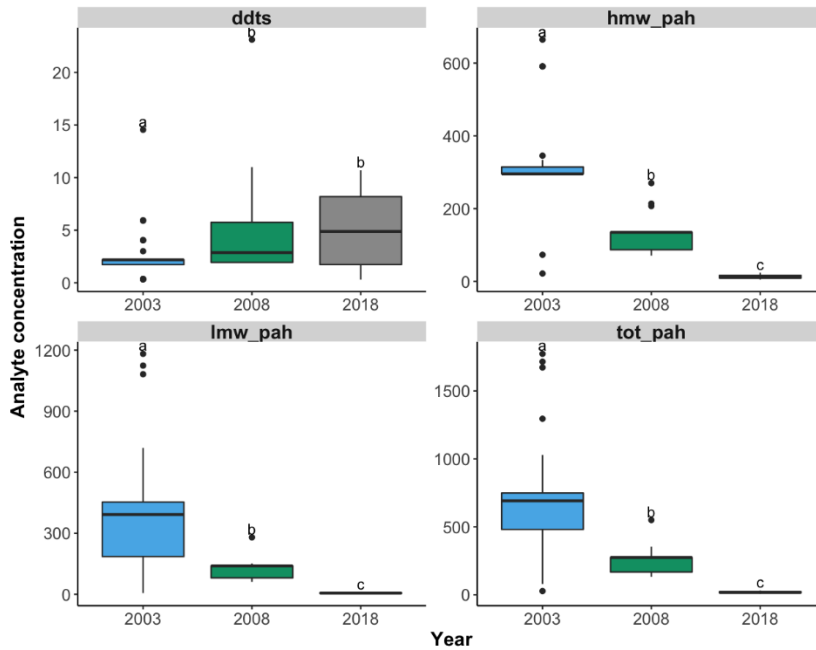 ddts
hmw_pah
a
b
b
a
b
c
20
15
10
5
0
600
400
200
0
2003
2008
2018
2003
2008
2018
lmw_pah
tot_pah
a
b
c
a
b
c
1200
900
600
300
0
1500
1000
500
0
2003
2008
2018
2003
2008
2018
Analyte concentration
Year